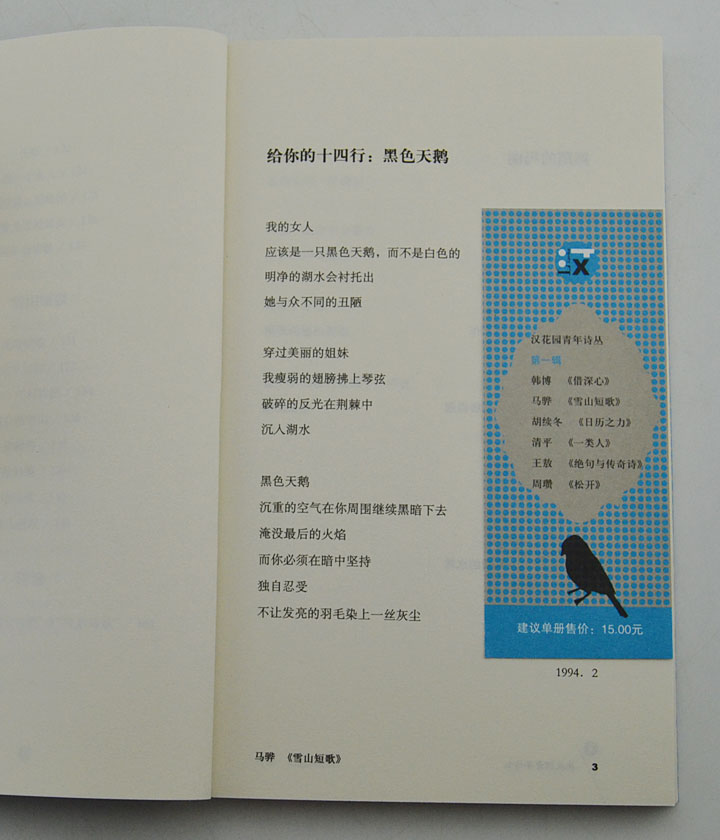 给你的十四行：黑色天鹅
我的女人
应该是一只黑色天鹅，而不是白色的
明净的湖水会衬托出
她与众不同的丑陋
穿过美丽的姐妹
我瘦弱的翅膀拂上琴弦
破碎的反光在荆棘中
沉入湖水
黑色天鹅
沉重的空气在你周围继续黑暗下去
淹没最后的火焰
而你必须在暗中坚持
独自忍受
不让发亮的羽毛染上一丝灰尘
1994．2
马骅 《雪山短歌》
3
汉花园青年诗丛
第一辑
韩博 《借深心》
马骅 《雪山短歌》
胡续冬 《日历之力》
清平 《一类人》
王敖 《绝句与传奇诗》
周瓒 《松开》
建议单册售价：15.00元